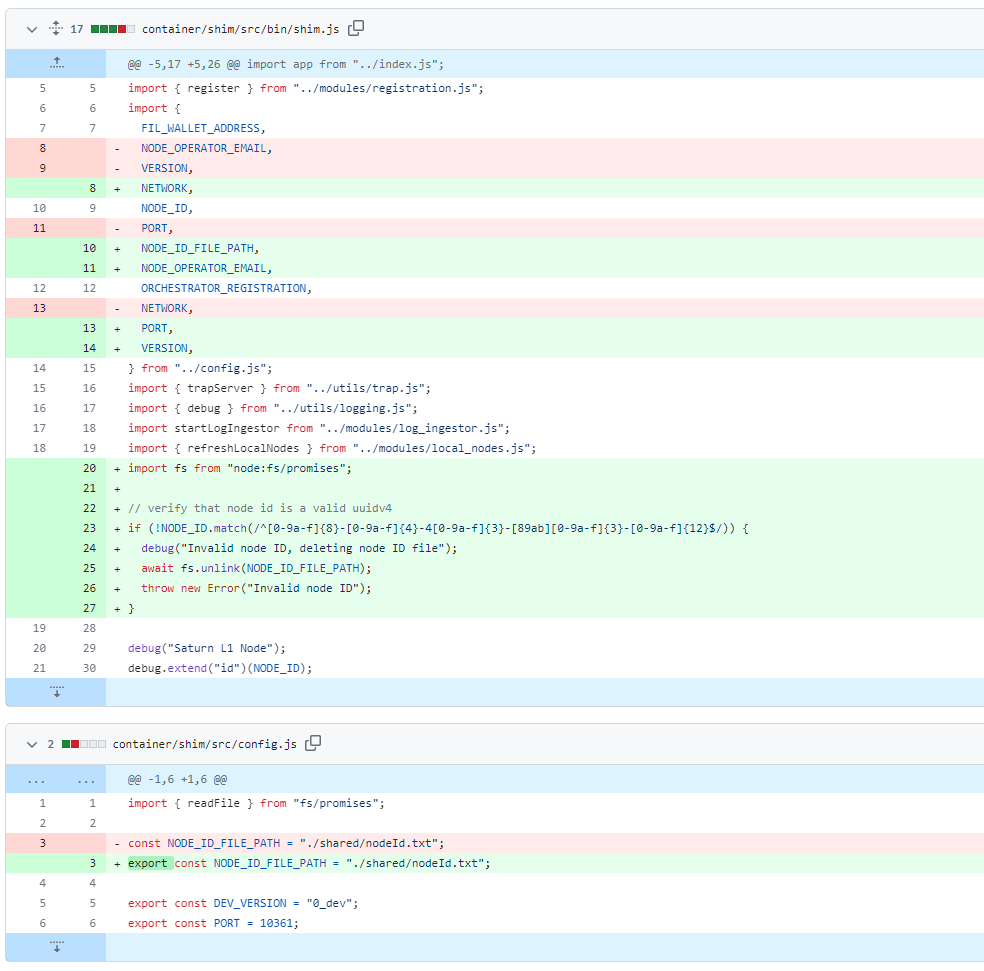 17 container/shim/src/bin/shim.js
@@ -5,17 +5,26 @@ import app from "../index.js";
5 5 import { register } from "../modules/registration.js";
6 6 import {
7 7 FIL_WALLET_ADDRESS,
8 - NODE_OPERATOR_EMAIL,
9 - VERSION,
8 + NETWORK,
10 9 NODE_ID,
11 - PORT,
10 + NODE_ID_FILE_PATH,
11 + NODE_OPERATOR_EMAIL,
12 12 ORCHESTRATOR_REGISTRATION,
13 - NETWORK,
13 + PORT,
14 + VERSION,
14 15 } from "../config.js";
15 16 import { trapServer } from "../utils/trap.js";
16 17 import { debug } from "../utils/logging.js";
17 18 import startLogIngestor from "../modules/log_ingestor.js";
18 19 import { refreshLocalNodes } from "../modules/local_nodes.js";
20 + import fs from "node:fs/promises";
21 +
22 + // verify that node id is a valid uuidv4
23 + if (!NODE_ID.match(/^[0-9a-f]{8}-[0-9a-f]{4}-4[0-9a-f]{3}-[89ab][0-9a-f]{3}-[0-9a-f]{12}$/)) {
24 + debug("Invalid node ID, deleting node ID file");
25 + await fs.unlink(NODE_ID_FILE_PATH);
26 + throw new Error("Invalid node ID");
27 + }
19 28
20 29 debug("Saturn L1 Node");
21 30 debug.extend("id")(NODE_ID);
2 container/shim/src/config.js
... ... @@ -1,6 +1,6 @@
1 1 import { readFile } from "fs/promises";
2 2
3 - const NODE_ID_FILE_PATH = "./shared/nodeId.txt";
3 + export const NODE_ID_FILE_PATH = "./shared/nodeId.txt";
4 4
5 5 export const DEV_VERSION = "0_dev";
6 6 export const PORT = 10361;